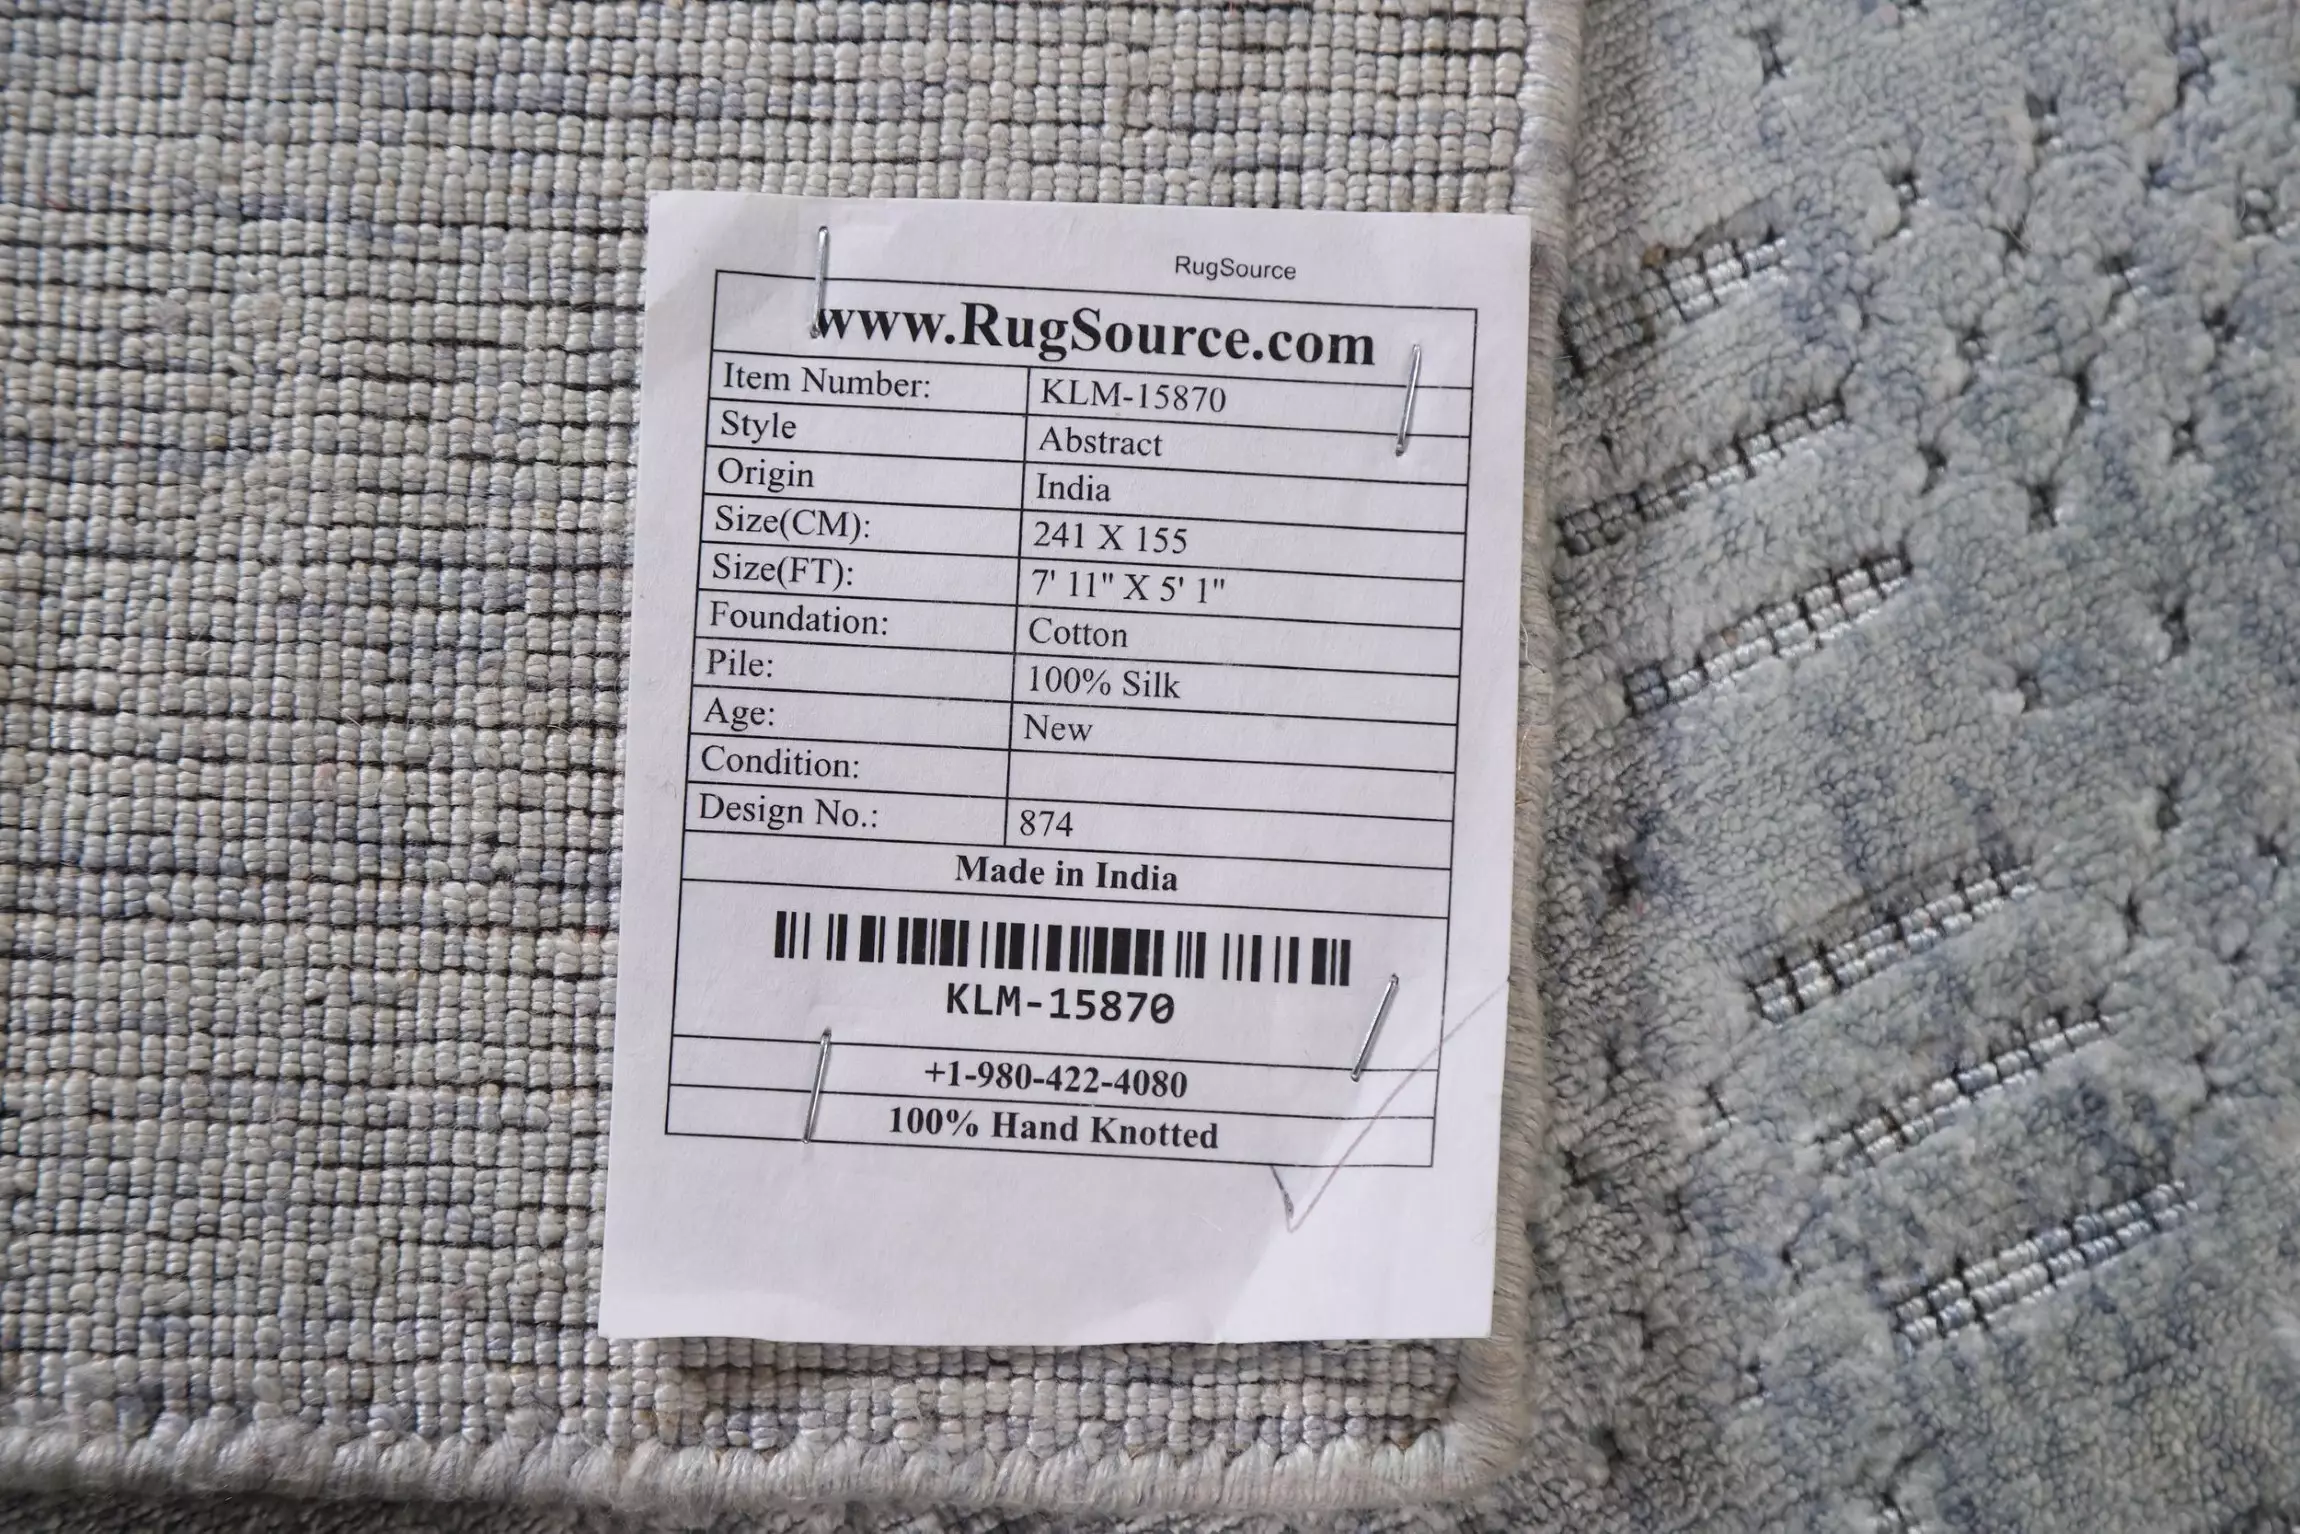 RugSource
www.RugSource.com
Item Number: KLM-15870
Style Abstract
Origin India
Size(CM): 241 X 155
Size(FT): 7' 11" X 5' 1"
Foundation: Cotton
Pile: 100% Silk
Age: New
Condition:
Design No.: 874
Made in India
KLM-15870
+1-980-422-4080
100% Hand Knotted